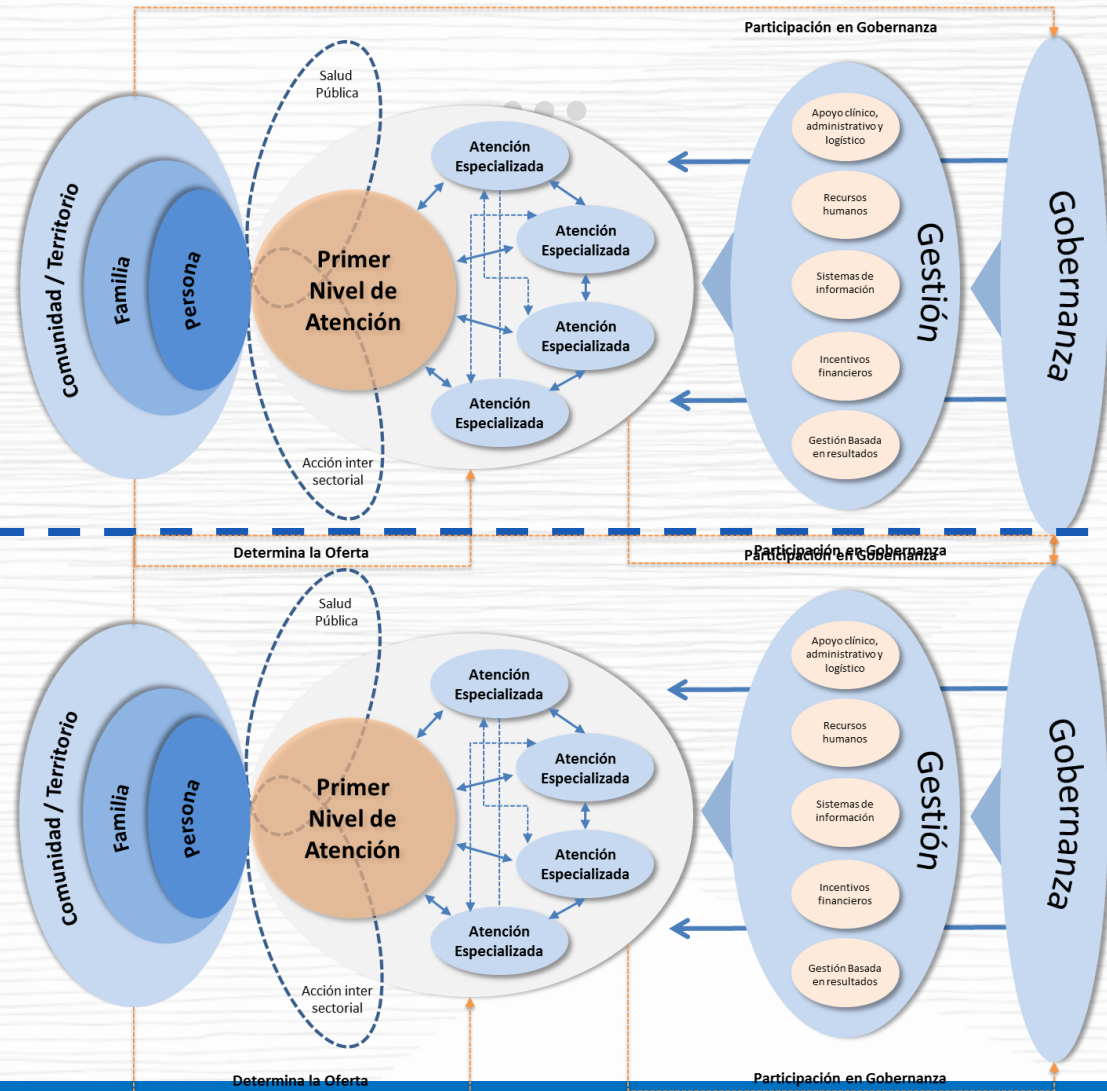 Participación en Gobernanza
Salud
Pública
Comunidad / Territorio
Familia
Persona
Primer
Nivel de
Atención
Atención
Especializada
Atención
Especializada
Atención
Especializada
Atención
Especializada
Acción inter
sectorial
Apoyo clínico,
administrativo y
logístico
Recursos
humanos
Sistemas de
información
Incentivos
financieros
Gestión Basada
en resultados
Gestión
Gobernanza
Determina la Oferta
Participación en Gobernanza
Participación en Gobernanza
Salud
Pública
Comunidad / Territorio
Familia
Persona
Primer
Nivel de
Atención
Atención
Especializada
Atención
Especializada
Atención
Especializada
Atención
Especializada
Acción inter
sectorial
Apoyo clínico,
administrativo y
logístico
Recursos
humanos
Sistemas de
información
Incentivos
financieros
Gestión Basada
en resultados
Gestión
Gobernanza
Determina la Oferta
Participación en Gobernanza